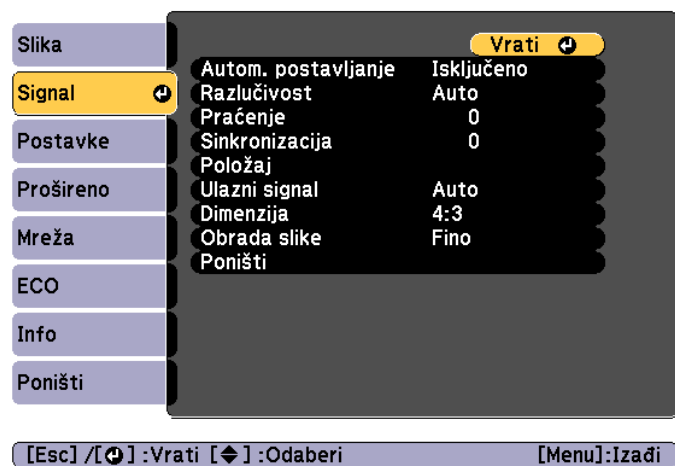 Slika
Signal
Postavke
Prošireno
Mreža
ECO
Info
Poništi
Vrati
Autom. postavljanje Isključeno
Razlučivost Auto
Praćenje 0
Sinkronizacija 0
Položaj
Ulazni signal Auto
Dimenzija 4:3
Obrada slike Fino
Poništi
[Esc] /[ ] :Vrati [ ] :Odaberi [Menu]:Izađi